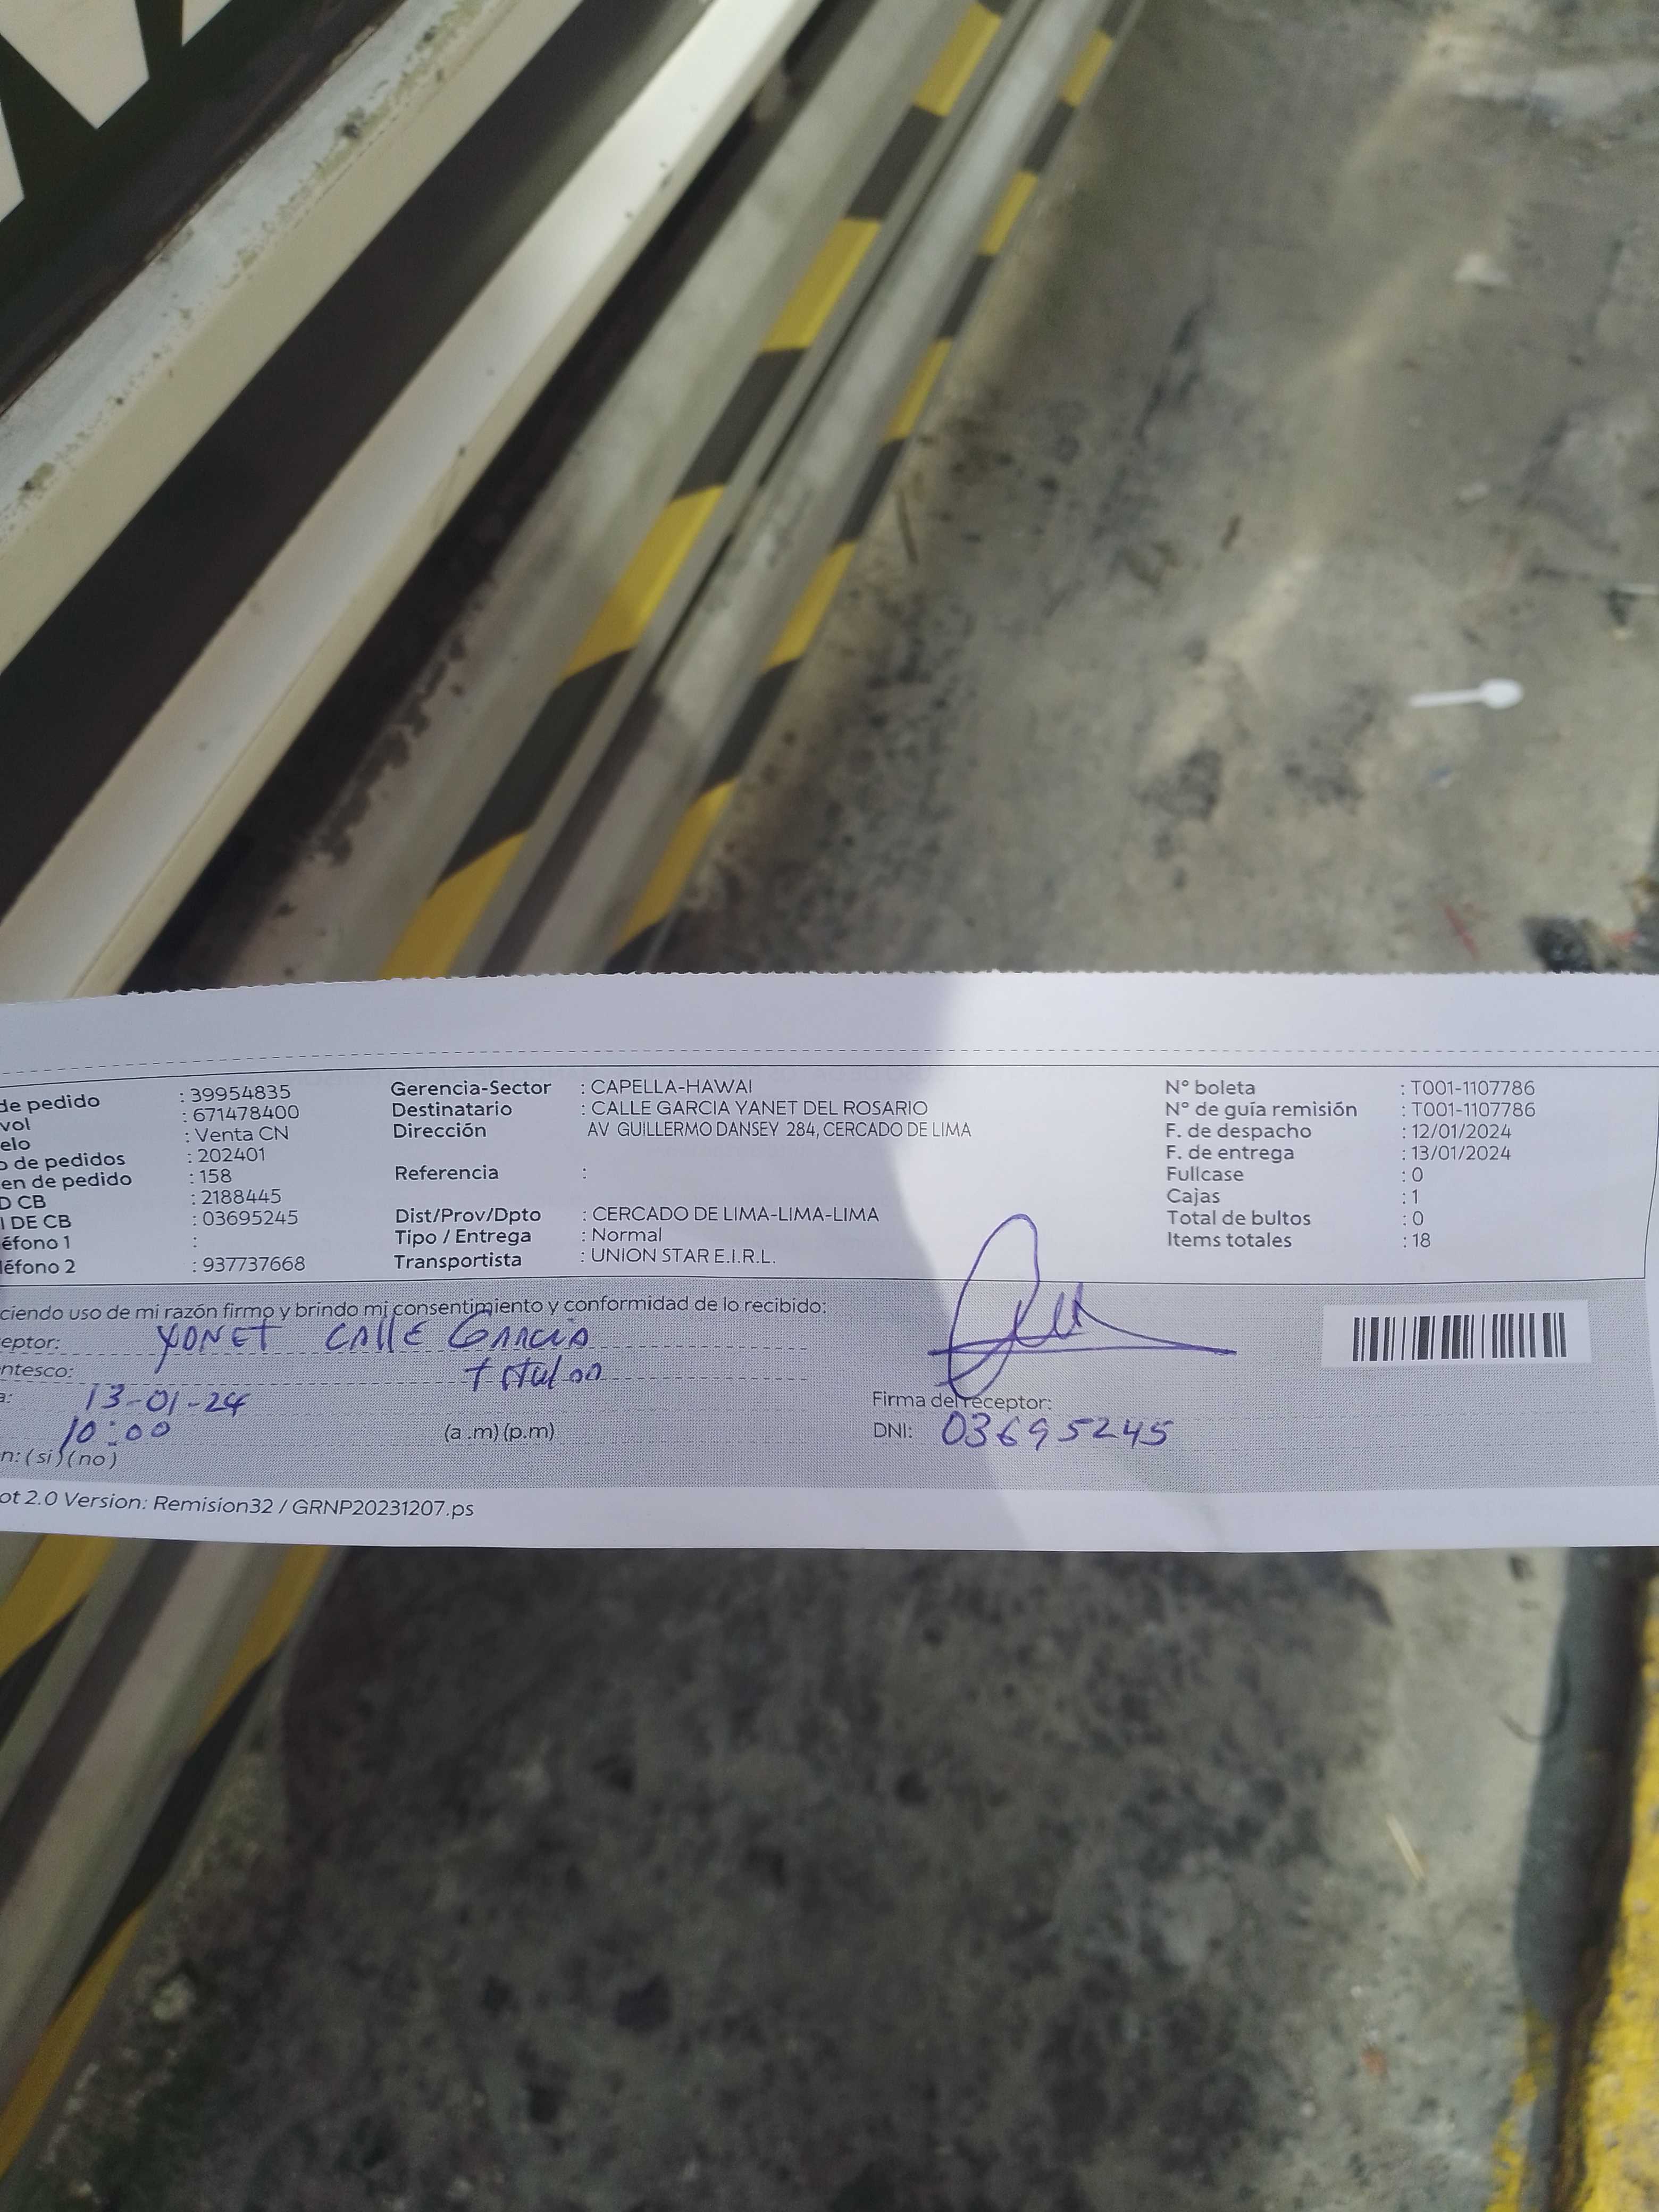 de pedido : 39954835
vol : 671478400
elo : Venta CN
o de pedidos : 202401
en de pedido : 158
D CB : 2188445
I DE CB : 03695245
éfono 1 :
léfono 2 : 937737668
Gerencia-Sector : CAPELLA-HAWAI
Destinatario : CALLE GARCIA YANET DEL ROSARIO
Dirección AV GUILLERMO DANSEY 284, CERCADO DE LIMA
Referencia :
Dist/Prov/Dpto : CERCADO DE LIMA-LIMA-LIMA
Tipo / Entrega : Normal
Transportista : UNION STAR E.I.R.L.
N° boleta : T001-1107786
N° de guía remisión : T001-1107786
F. de despacho : 12/01/2024
F. de entrega : 13/01/2024
Fullcase : 0
Cajas : 1
Total de bultos : 0
Items totales : 18
ciendo uso de mi razón firmo y brindo mi consentimiento y conformidad de lo recibido:
eptor: YANET CALLE GARCIA
ntesco: titular
a: 13-01-24
10:00 (a.m) (p.m)
n: (si) (no)
Firma del receptor:
DNI: 03695245
ot 2.0 Version: Remision32 / GRNP20231207.ps